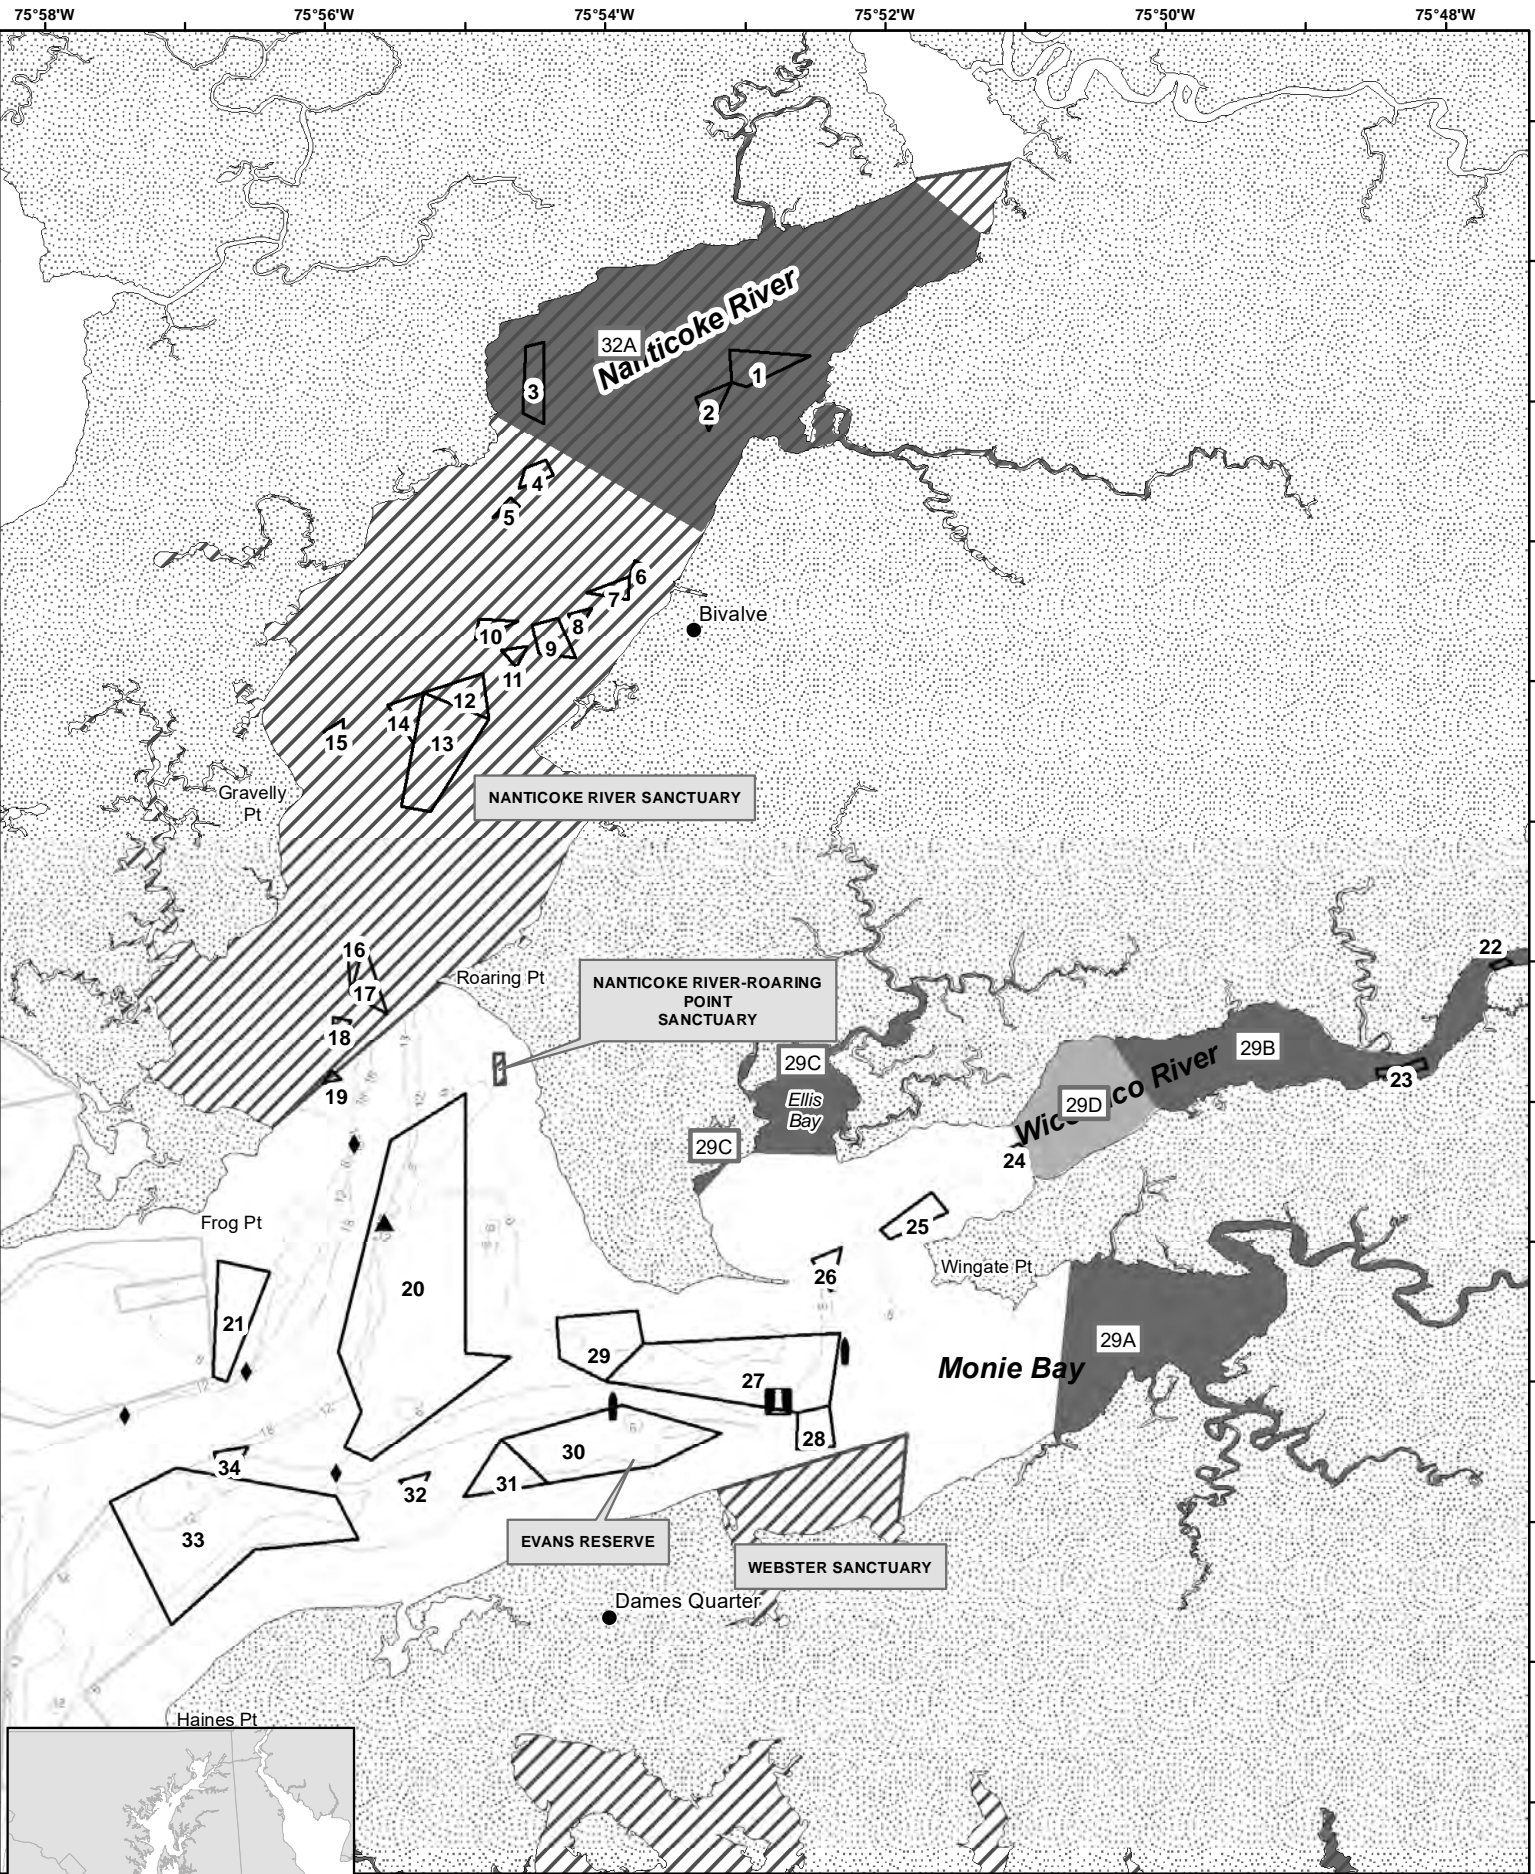 75°58'W
75°56'W
75°54'W
75°52'W
75°50'W
75°48'W
Nanticoke River
32A
1
2
3
4
5
6
7
8
9
10
11
12
13
14
15
Bivalve
Gravelly
Pt
NANTICOKE RIVER SANCTUARY
16
17
18
19
Roaring Pt
NANTICOKE RIVER-ROARING
POINT
SANCTUARY
22
29C
Ellis
Bay
29C
29B
23
29D
Wicomico River
24
25
26
Wingate Pt
Frog Pt
20
21
29A
Monie Bay
29
27
28
30
31
32
34
33
EVANS RESERVE
WEBSTER SANCTUARY
Dames Quarter
Haines Pt